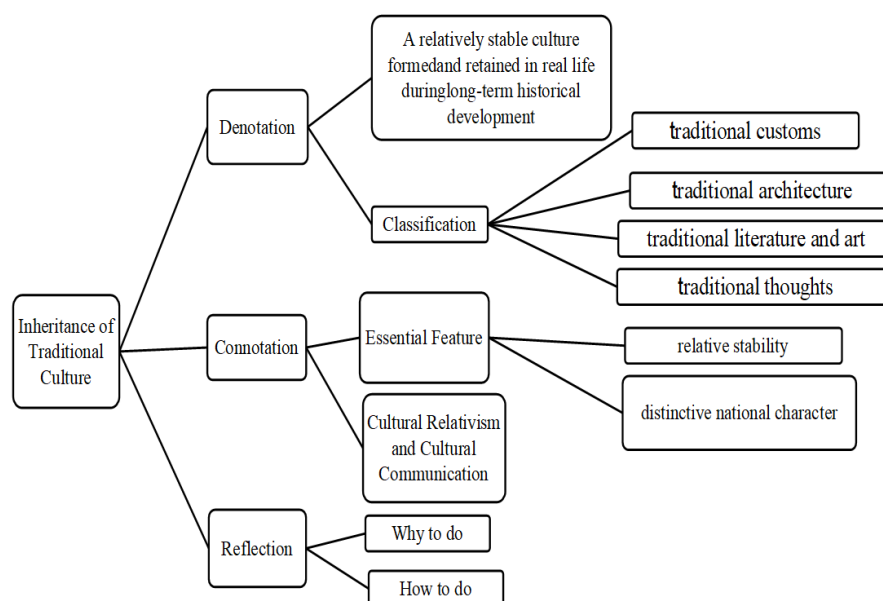 Inheritance of
Traditional
Culture
Denotation
A relatively stable culture
formedand retained in real life
duringlong-term historical
development
Classification
traditional customs
traditional architecture
traditional literature and art
traditional thoughts
Connotation
Essential Feature
relative stability
distinctive national character
Cultural Relativism
and Cultural
Communication
Reflection
Why to do
How to do